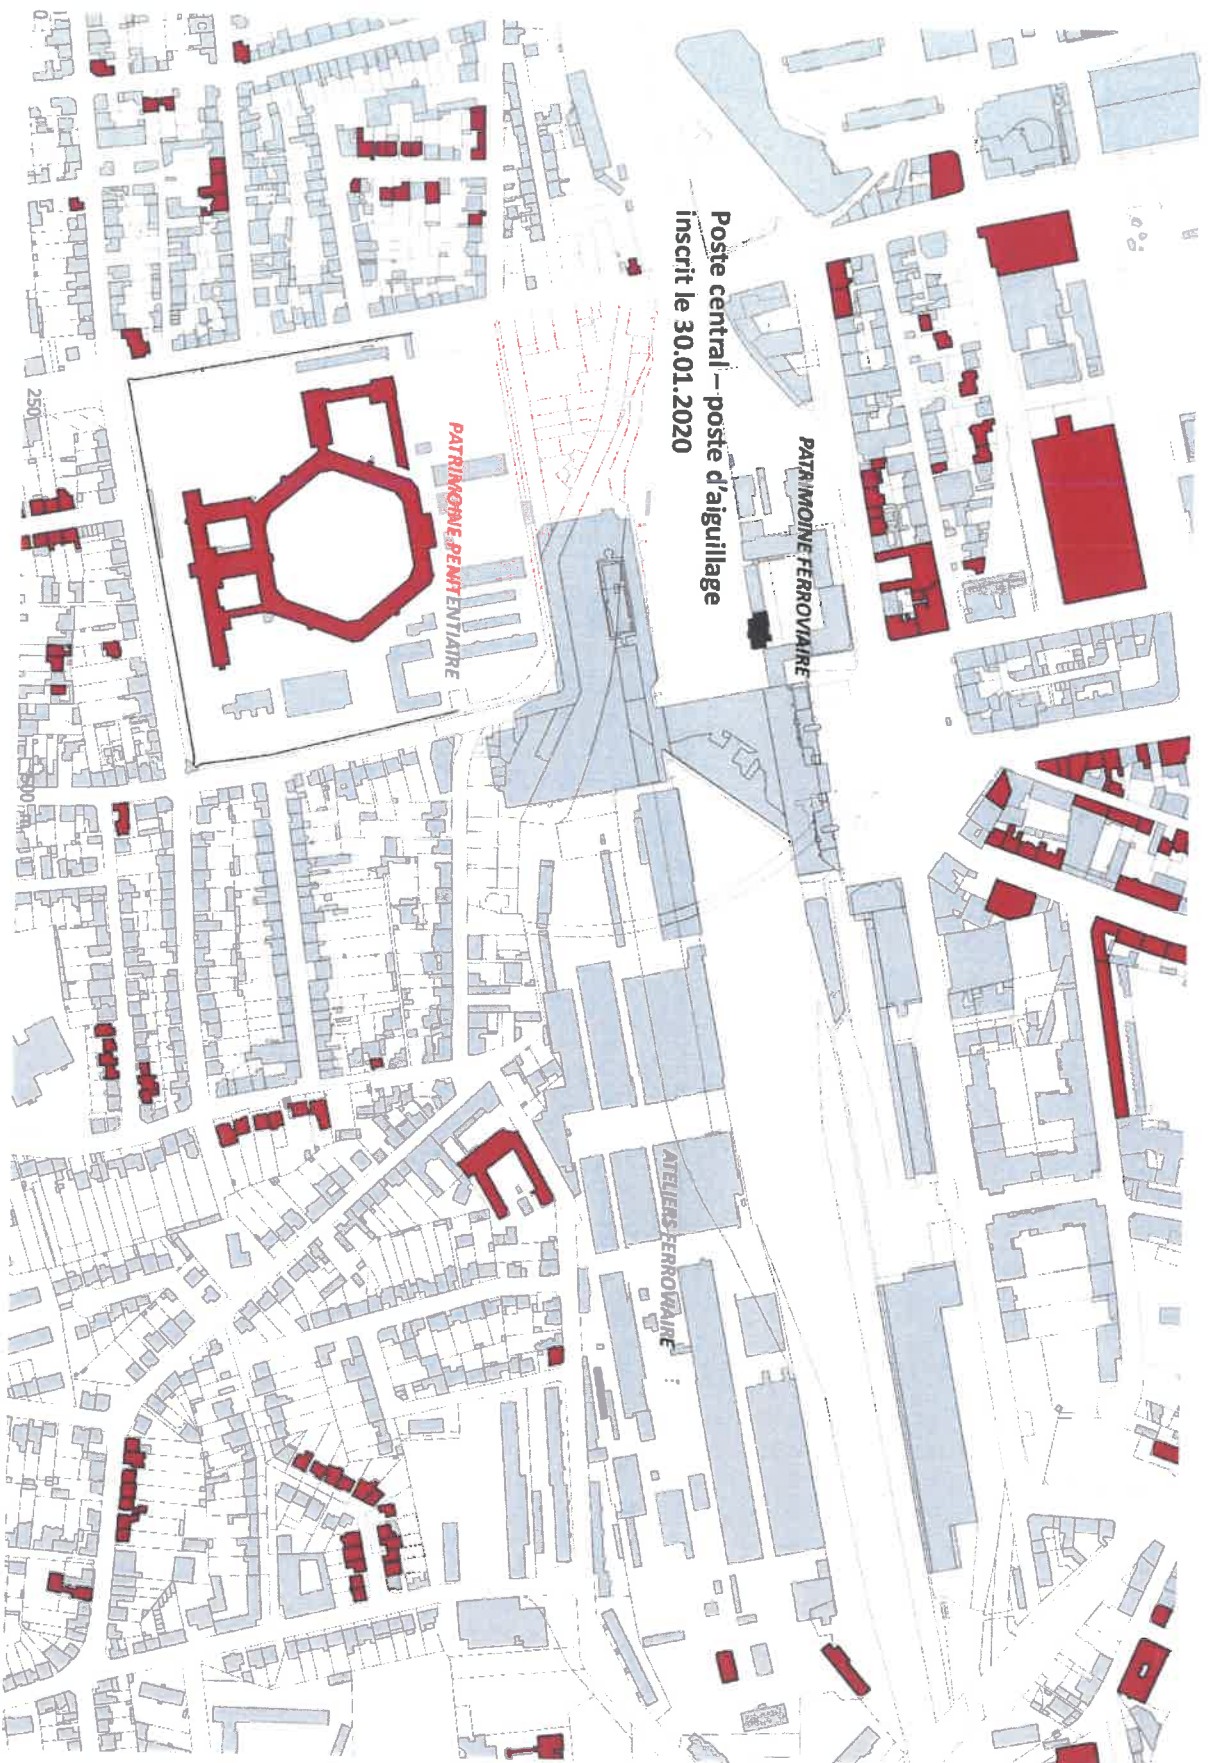 Poste central – poste d'aiguillage
inscrit le 30.01.2020
PATRIMOINE FERROVIAIRE
PATRIMOINE PENITENTIAIRE
ATELIERS FERROVIAIRE
0
250
500 m